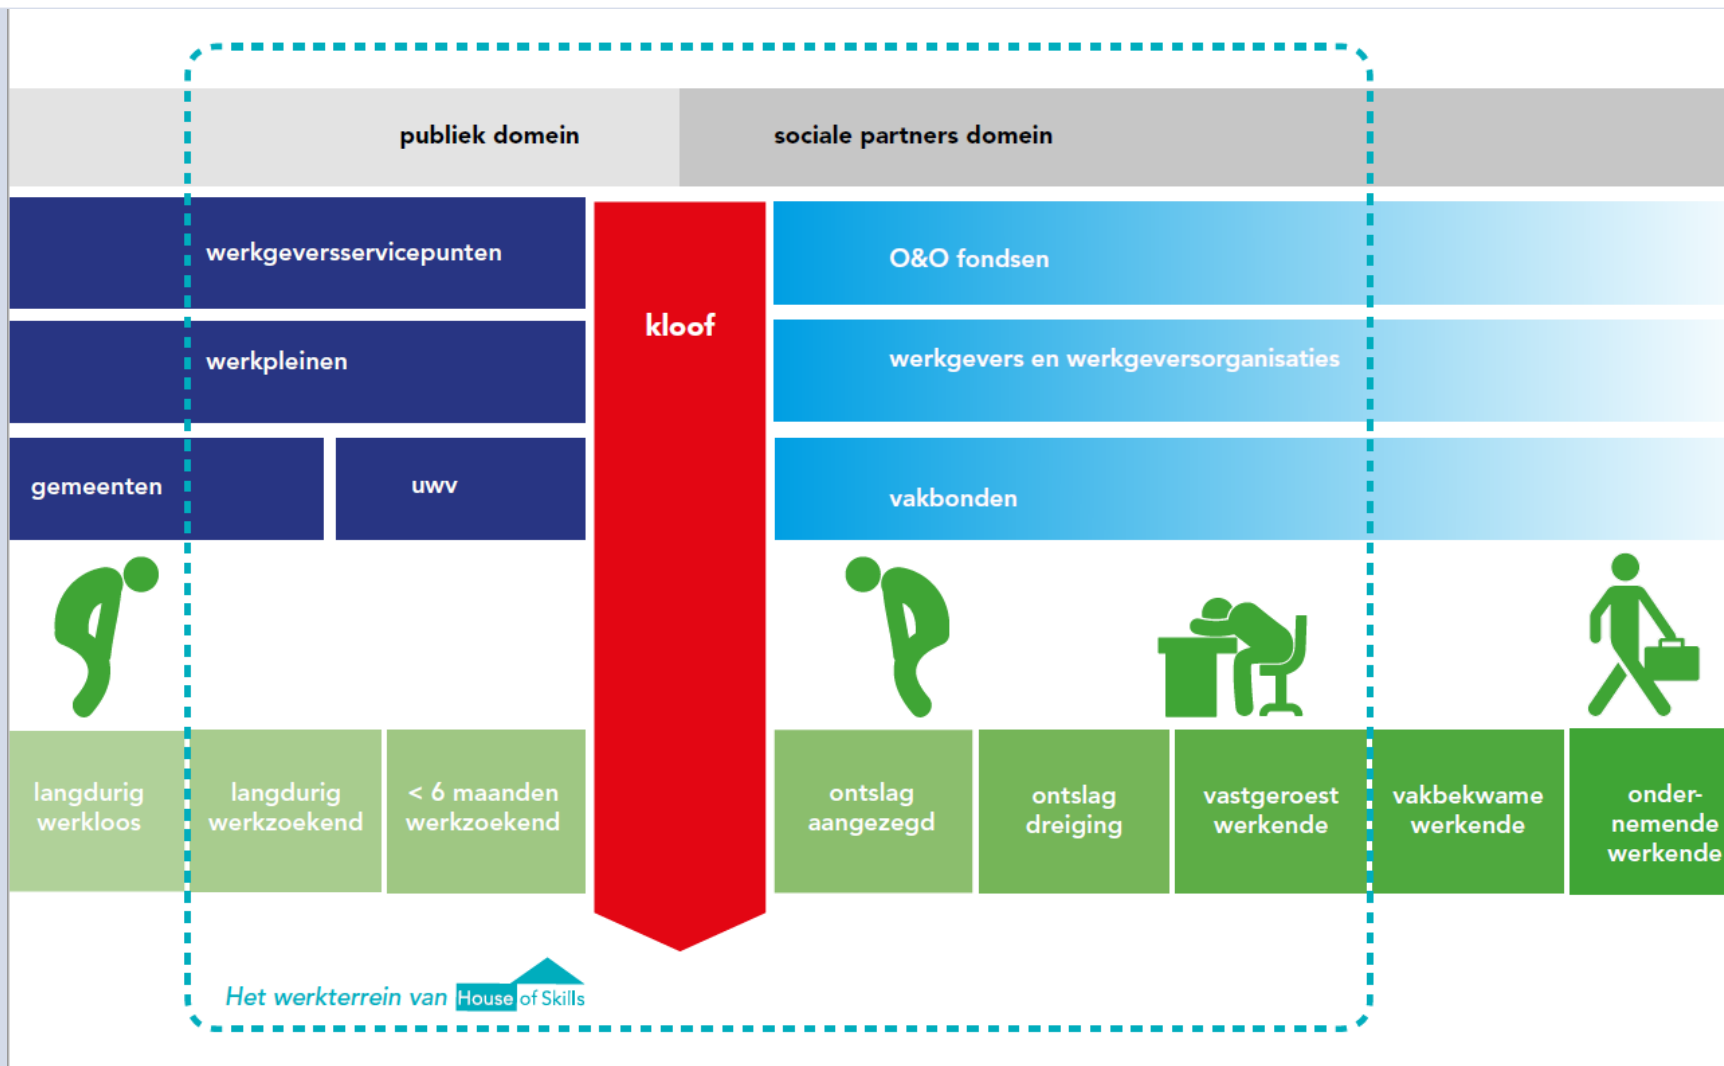 publiek domein
sociale partners domein
werkgeversservicepunten
O&O fondsen
kloof
werkpleinen
werkgevers en werkgeversorganisaties
gemeenten
uwv
vakbonden
langdurig
werkloos
langdurig
werkzoekend
< 6 maanden
werkzoekend
ontslag
aangezegd
ontslag
dreiging
vastgeroest
werkende
vakbekwame
werkende
onder-
nemende
werkende
Het werkterrein van House of Skills